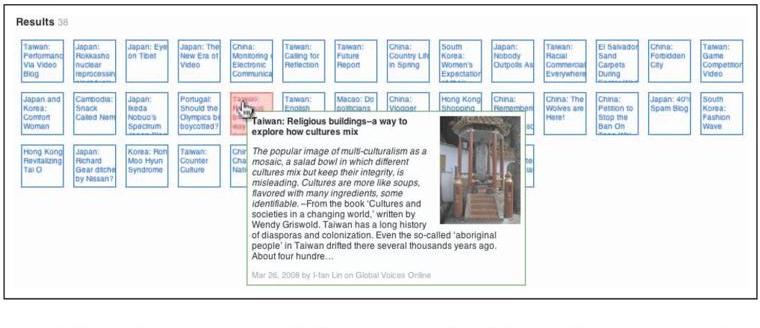 Results 38
Taiwan:
Performanc
Via Video
Blog
Japan:
Rokkasho
nuclear
reprocessin
Japan: Eye
on Tibet
Japan: The
New Era of
Video
China:
Monitoring
Electronic
Communica
Taiwan:
Calling for
Reflection
Taiwan:
Future
Report
China:
Country Life
in Spring
South
Korea:
Women's
Expectation
Japan:
Nobody
Outpolls As
Taiwan:
Racial
Commercial
Everywhere
El Salvador
Sand
Carpets
During
China:
Forbidden
City
Taiwan:
Game
Competitor
Video
Japan and
Korea:
Comfort
Woman
Cambodia:
Snack
Called Nem
Japan:
Ikeda
Nobuo's
Spectrum
Portugal:
Should the
Olympics be
boycotted?
Taiwan:
Taiwan:
English
Macao: Do
politicians
China:
Vlogger
Hong Kong
Shopping
China:
Remember
China: The
Wolves are
Here!
China:
Petition to
Stop the
Ban On
Japan: 40%
Spam Blog
South
Korea:
Fashion
Wave
Hong Kong
Revitalizing
Tai O
Japan:
Richard
Gear ditche
by Nissan?
Korea: Roh
Moo Hyun
Syndrome
Taiwan:
Counter
Culture
Taiwan: Religious buildings–a way to
explore how cultures mix
The popular image of multi-culturalism as a
mosaic, a salad bowl in which different
cultures mix but keep their integrity, is
misleading. Cultures are more like soups,
flavored with many ingredients, some
identifiable. –From the book 'Cultures and
societies in a changing world,' written by
Wendy Griswold. Taiwan has a long history
of diasporas and colonization. Even the so-called 'aboriginal
people' in Taiwan drifted there several thousands years ago.
About four hundre…
Mar 26, 2008 by I-fan Lin on Global Voices Online